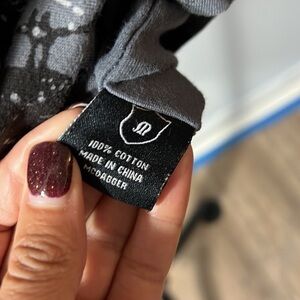 M
100% COTTON
MADE IN CHINA
MCDAGGER